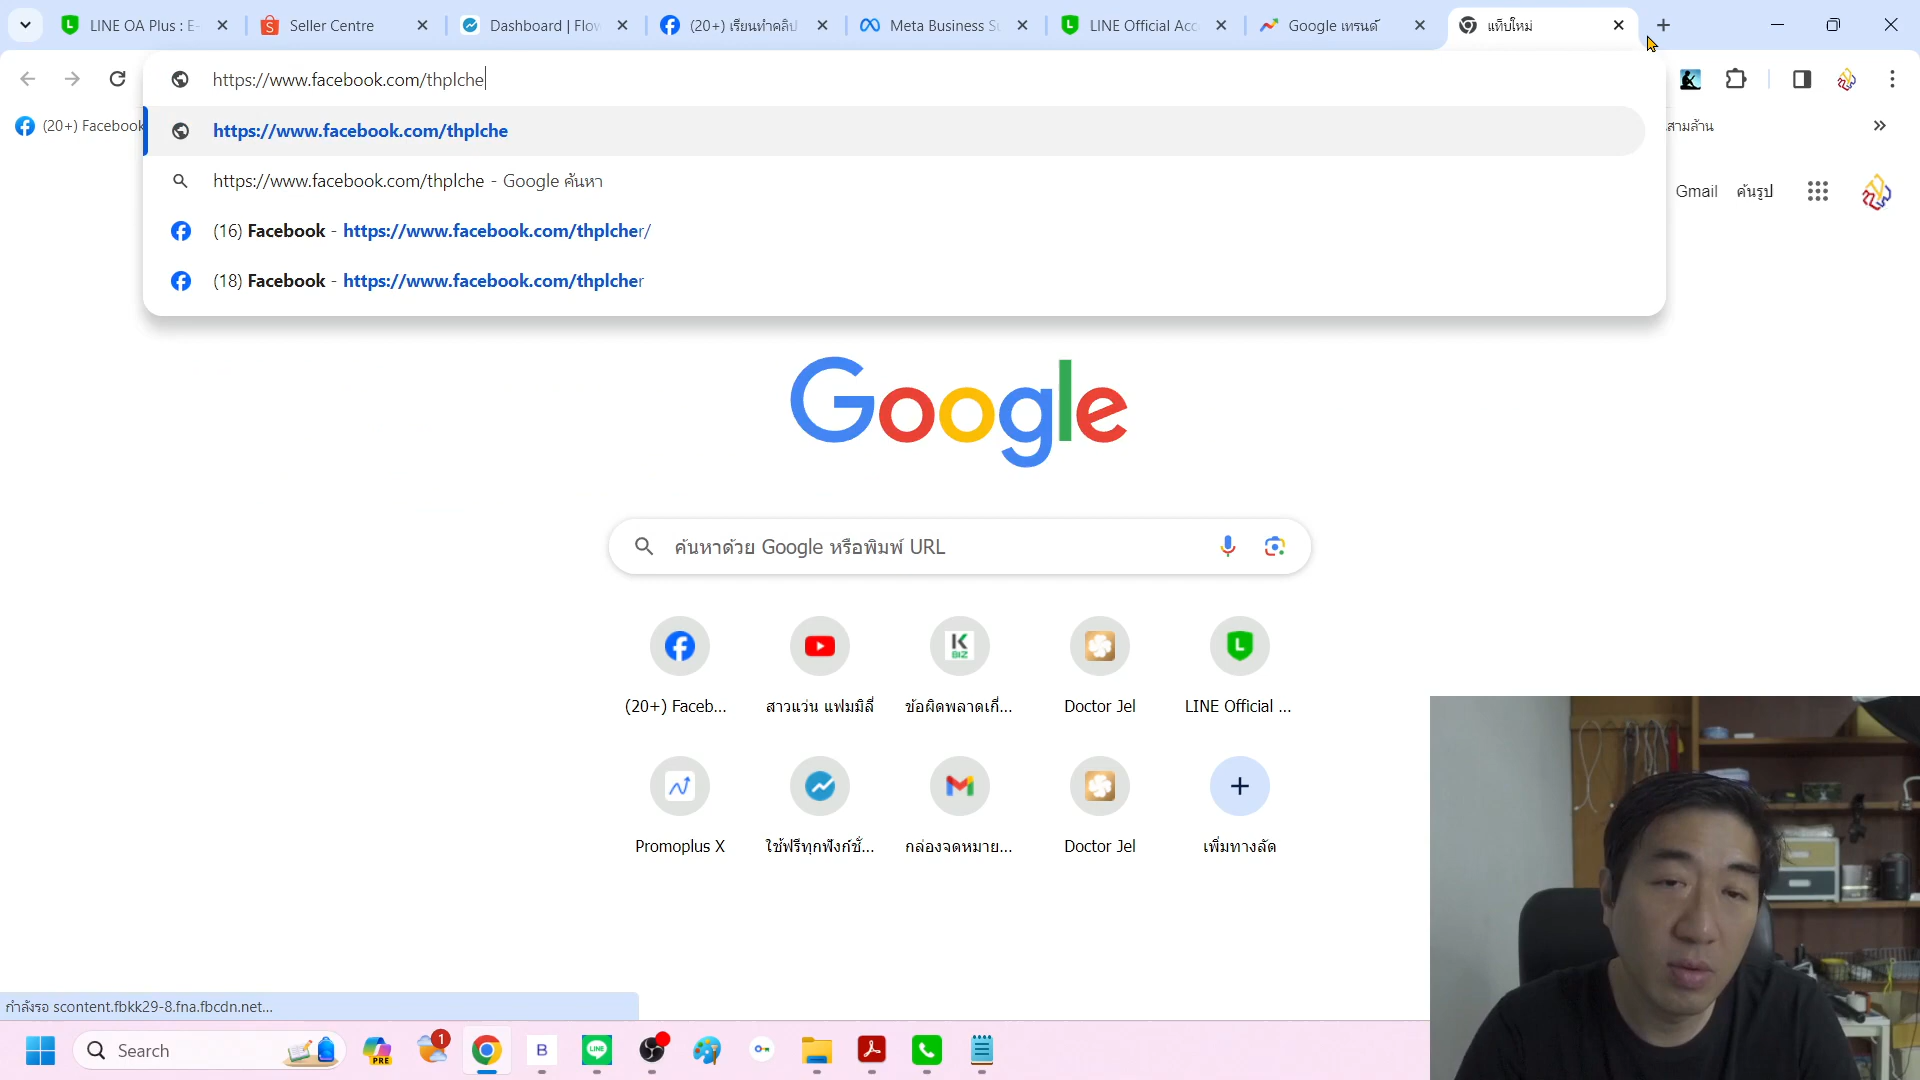 LINE OA Plus : E-
Seller Centre
Dashboard | Flow
(20+) เรียนทำคลิป
Meta Business Su
LINE Official Acc
Google เทรนด์
แท็บใหม่
https://www.facebook.com/thplche
(20+) Facebook
https://www.facebook.com/thplche
สามล้าน
https://www.facebook.com/thplche - Google ค้นหา
Gmail
ค้นรูป
(16) Facebook - https://www.facebook.com/thplcher/
(18) Facebook - https://www.facebook.com/thplcher
Google
ค้นหาด้วย Google หรือพิมพ์ URL
(20+) Faceb...
สาวแว่น แฟมมิลี่
ข้อผิดพลาดเกี่...
Doctor Jel
LINE Official ...
Promoplus X
ใช้ฟรีทุกฟังก์ชั่...
กล่องจดหมาย...
Doctor Jel
เพิ่มทางลัด
กำลังรอ scontent.fbkk29-8.fna.fbcdn.net...
Search
PRE
1
B
LINE